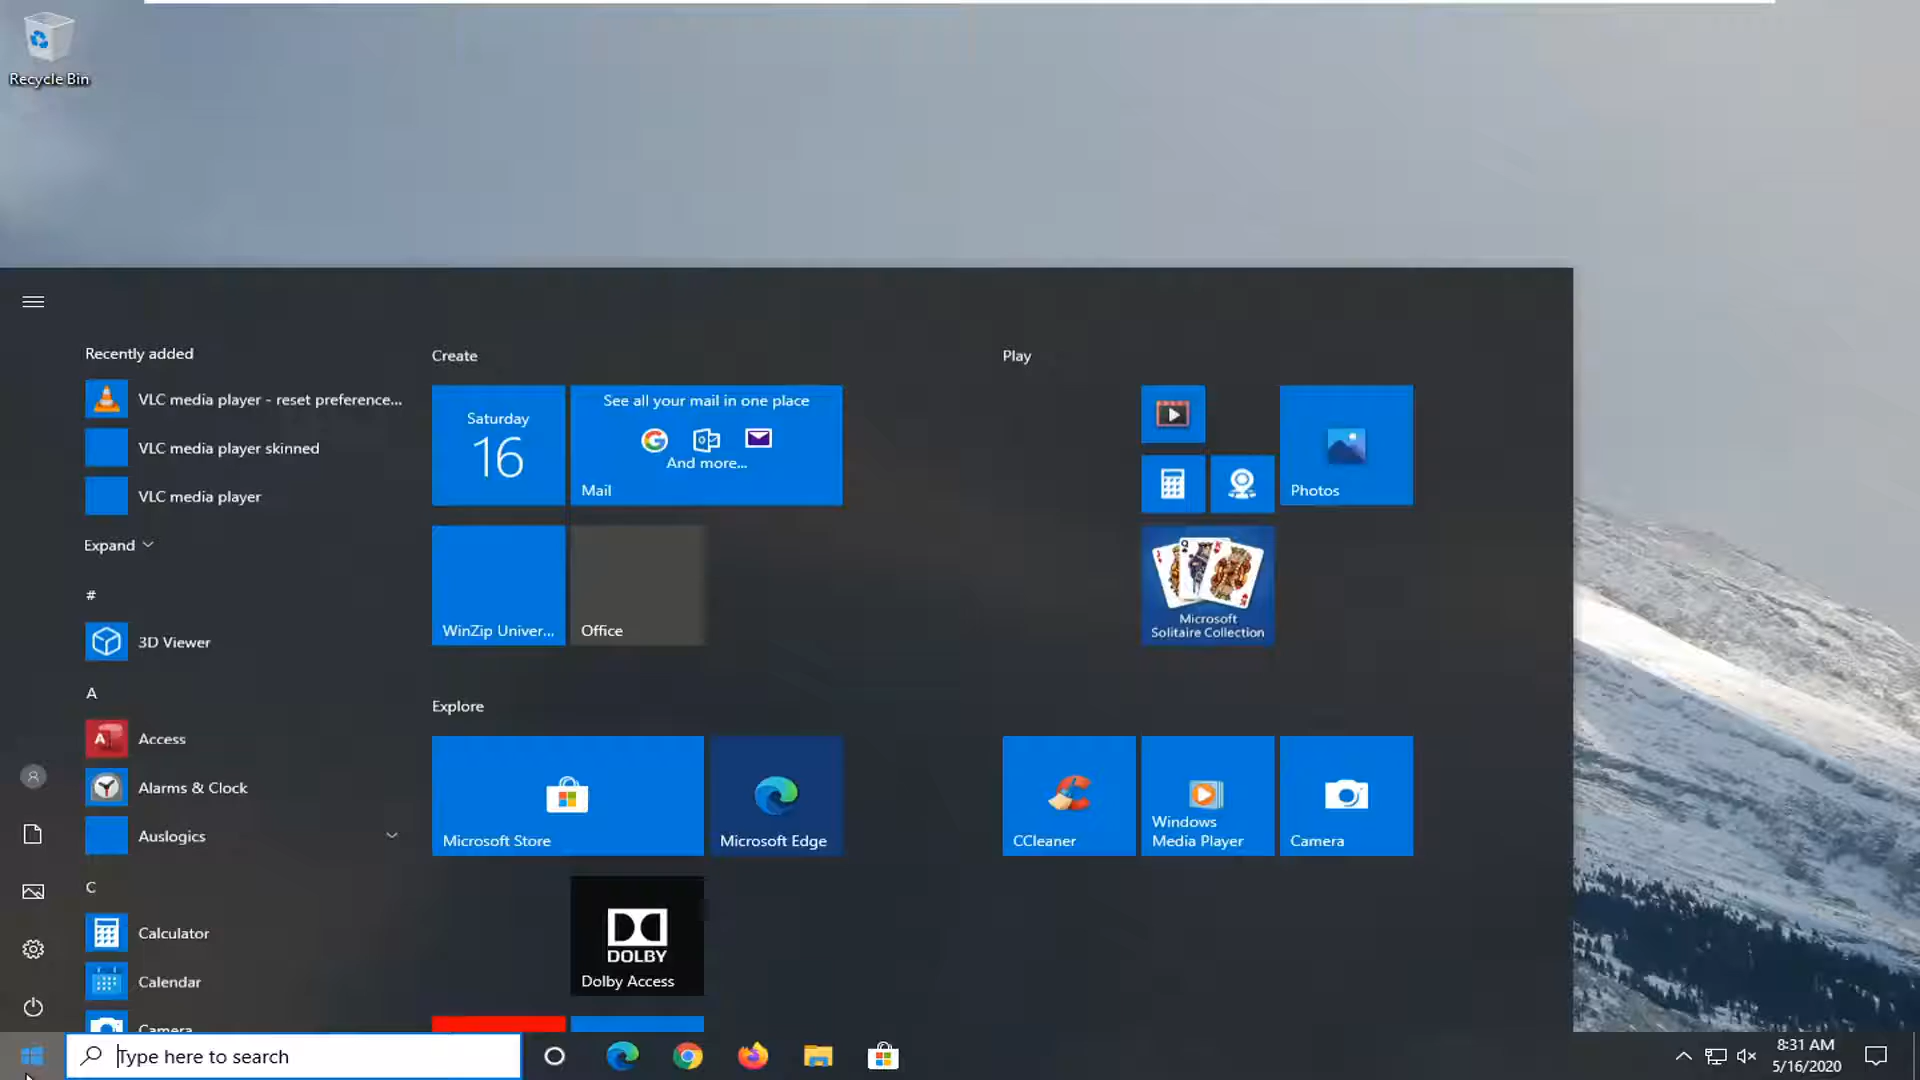 Recycle Bin
Recently added
VLC media player - reset preference...
VLC media player skinned
VLC media player
Expand
#
3D Viewer
A
Access
Alarms & Clock
Auslogics
C
Calculator
Calendar
Camera
Create
Saturday
16
See all your mail in one place
And more...
Mail
WinZip Univer...
Office
Explore
Microsoft Store
Microsoft Edge
DOLBY
Dolby Access
Play
Photos
Microsoft
Solitaire Collection
CCleaner
Windows
Media Player
Camera
Type here to search
8:31 AM
5/16/2020